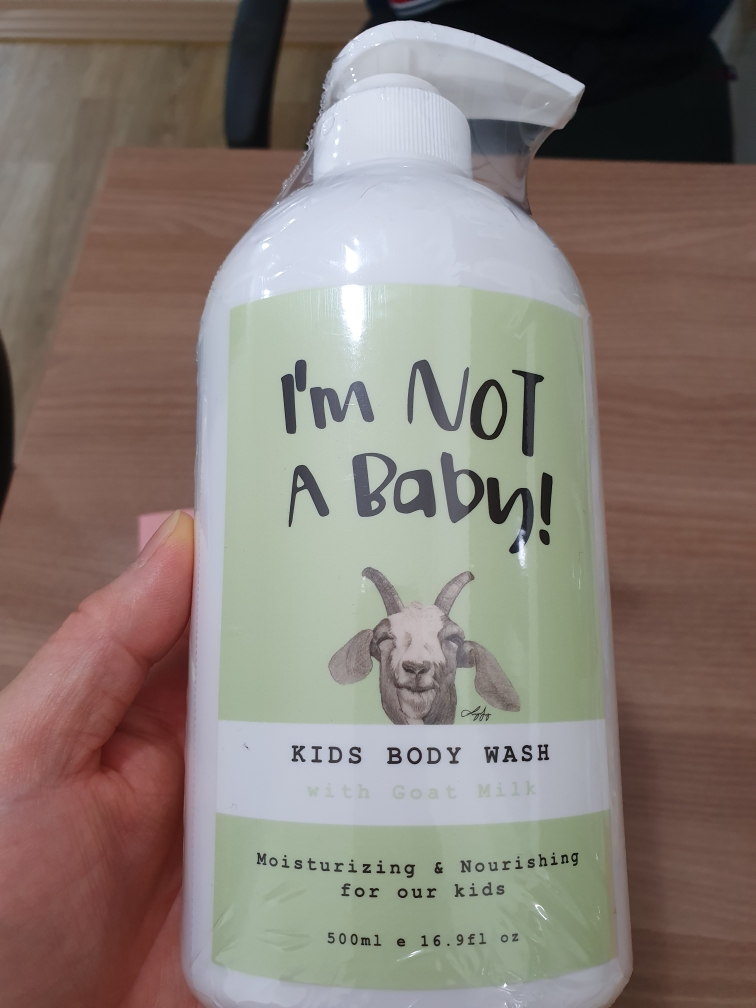 I'm NOT
A Baby!
KIDS BODY WASH
with Goat Milk
Moisturizing & Nourishing
for our kids
500ml e 16.9fl oz